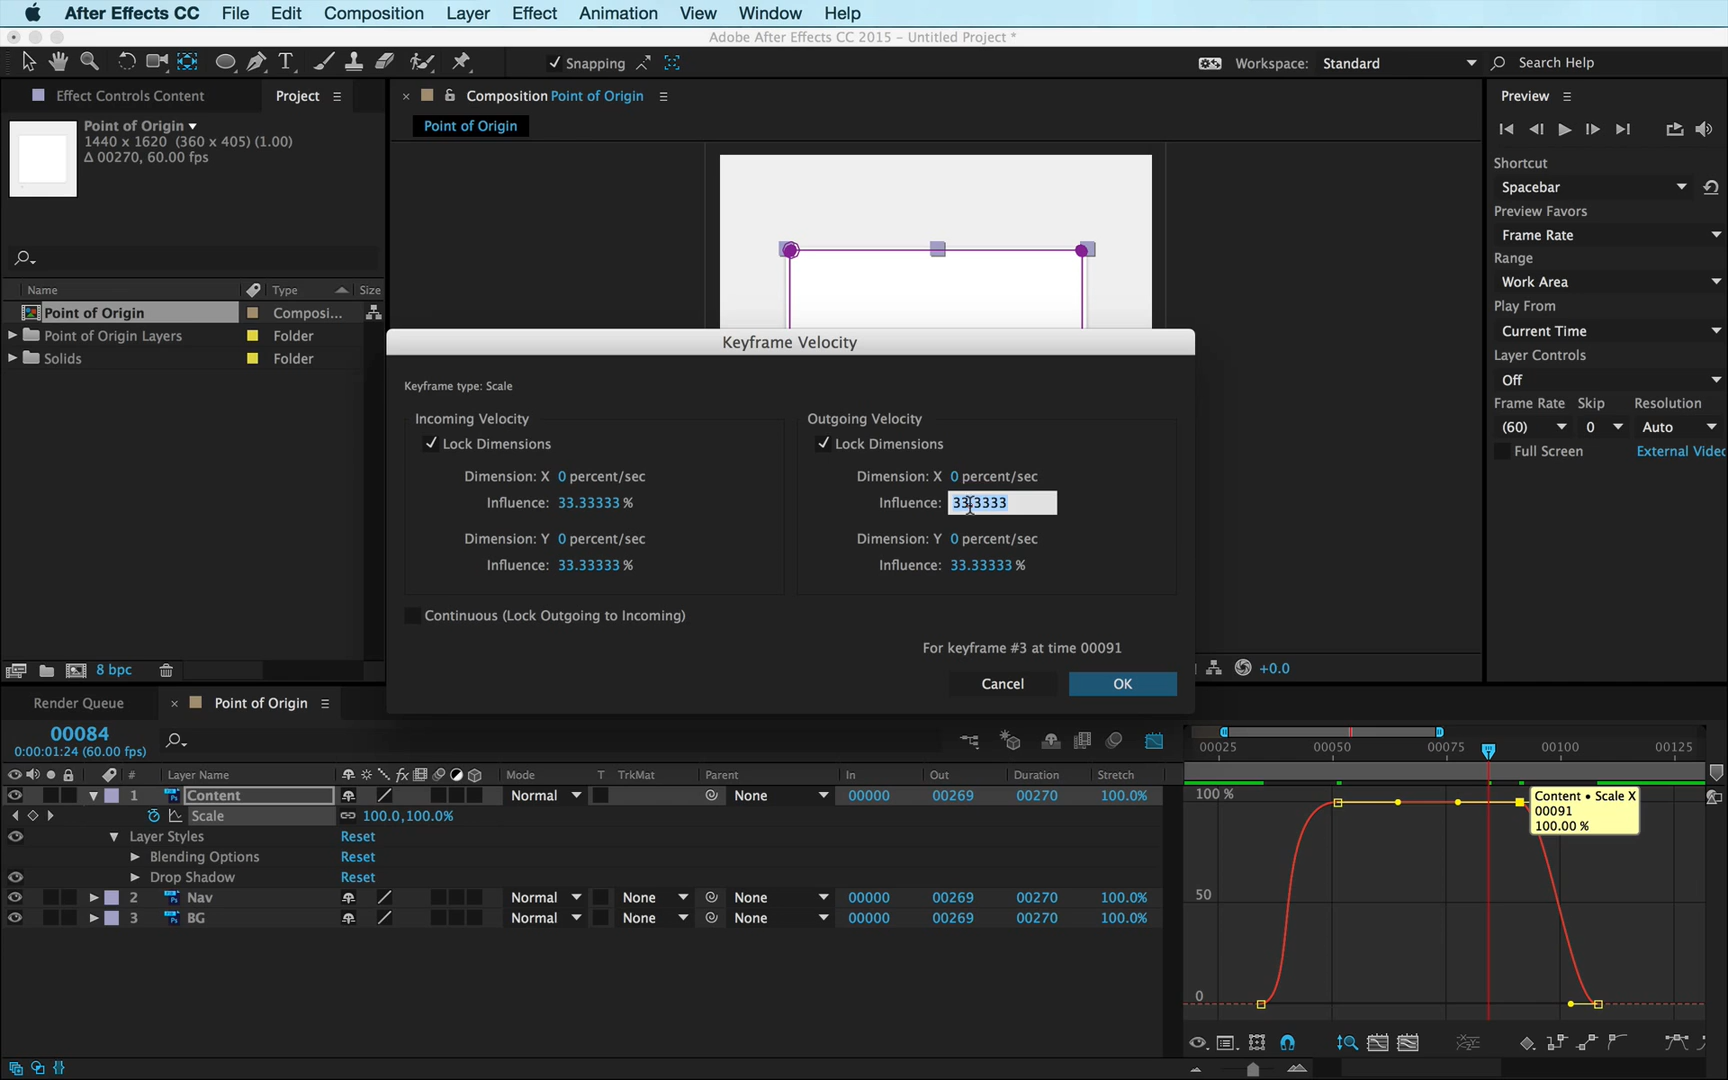 After Effects CC File Edit Composition Layer Effect Animation View Window Help
Adobe After Effects CC 2015 – Untitled Project *
T Snapping Workspace: Standard Search Help
Effect Controls Content Project
Composition Point of Origin
Preview
Point of Origin
1440 x 1620 (360 x 405) (1.00)
Δ 00270, 60.00 fps
Point of Origin
Shortcut
Spacebar
Preview Favors
Frame Rate
Range
Work Area
Play From
Current Time
Layer Controls
Off
Frame Rate Skip Resolution
(60) 0 Auto
Full Screen External Video
Name Type Size
Point of Origin Composi...
Point of Origin Layers Folder
Solids Folder
8 bpc
Keyframe Velocity
Keyframe type: Scale
Incoming Velocity
Lock Dimensions
Dimension: X 0 percent/sec
Influence: 33.33333 %
Dimension: Y 0 percent/sec
Influence: 33.33333 %
Outgoing Velocity
Lock Dimensions
Dimension: X 0 percent/sec
Influence: 33.3333
Dimension: Y 0 percent/sec
Influence: 33.33333 %
Continuous (Lock Outgoing to Incoming)
For keyframe #3 at time 00091
Cancel OK
+0.0
Render Queue Point of Origin
00084
0:00:01:24 (60.00 fps)
# Layer Name fx Mode T TrkMat Parent In Out Duration Stretch
1 Content Normal None 00000 00269 00270 100.0%
Scale 100.0,100.0%
Layer Styles Reset
Blending Options Reset
Drop Shadow Reset
2 Nav Normal None None 00000 00269 00270 100.0%
3 BG Normal None None 00000 00269 00270 100.0%
00025 00050 00075 00100 00125
100 %
50
0
Content • Scale X
00091
100.00 %